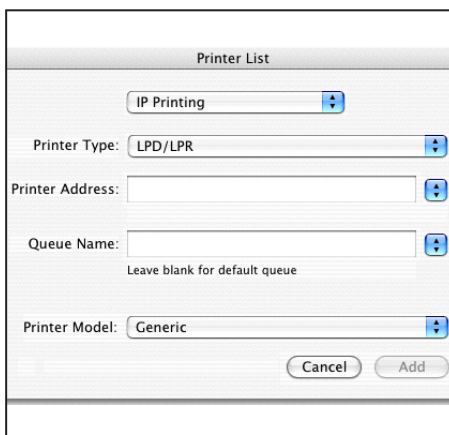 Printer List
IP Printing
Printer Type: LPD/LPR
Printer Address:
Queue Name:
Leave blank for default queue
Printer Model: Generic
Cancel Add